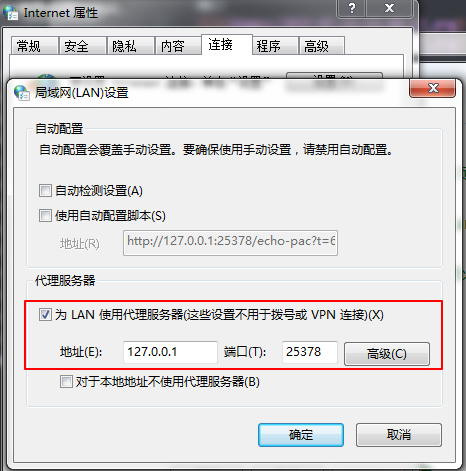 Internet 属性
常规 安全 隐私 内容 连接 程序 高级
局域网(LAN)设置
自动配置
自动配置会覆盖手动设置。要确保使用手动设置，请禁用自动配置。
自动检测设置(A)
使用自动配置脚本(S)
地址(R) http://127.0.0.1:25378/echo-pac?t=6
代理服务器
为 LAN 使用代理服务器(这些设置不用于拨号或 VPN 连接)(X)
地址(E): 127.0.0.1 端口(T): 25378 高级(C)
对于本地地址不使用代理服务器(B)
确定 取消